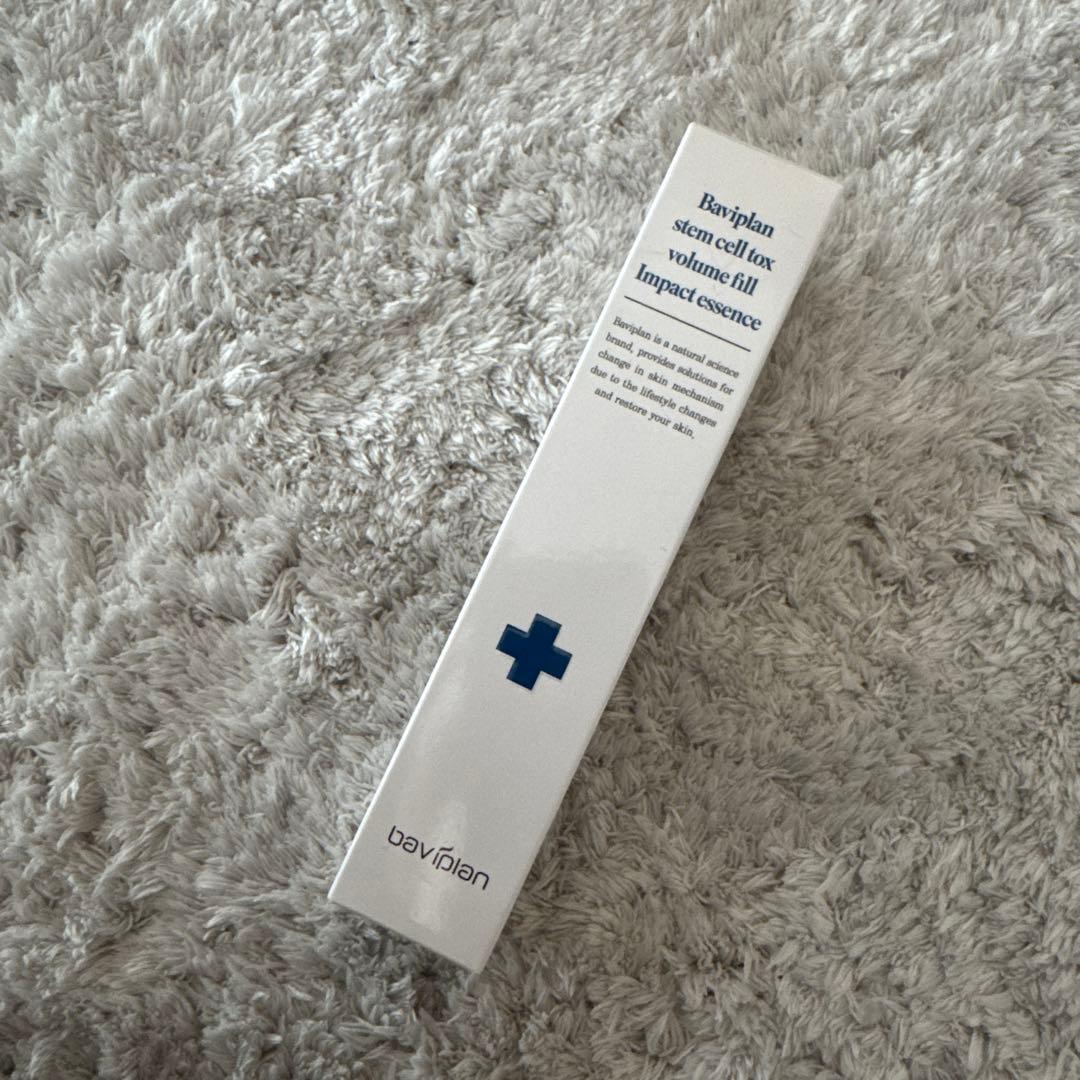 Baviplan
stem cell tox
volume fill
Impact essence
Baviplan is a natural science
brand, provides solutions for
change in skin mechanism
due to the lifestyle changes
and restore your skin.
baviplan